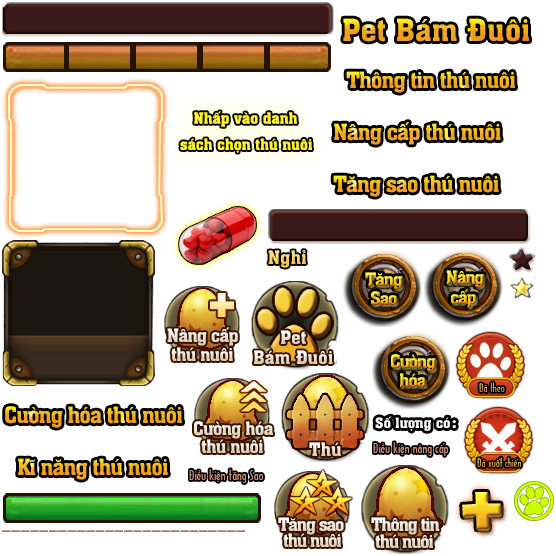 Pet Bám Đuôi
Thông tin thú nuôi
Nhấp vào danh
sách chọn thú nuôi
Nâng cấp thú nuôi
Tăng sao thú nuôi
Nghỉ
Tăng
Sao
Nâng
cấp
Nâng cấp
thú nuôi
Pet
Bám Đuôi
Cường
hóa
Đã theo
Cường hóa thú nuôi
Cường hóa
thú nuôi
Thú
Số lượng có:
Điều kiện nâng cấp
Đã xuất chiến
Kĩ năng thú nuôi
Điều kiện tăng Sao
Tăng sao
thú nuôi
Thông tin
thú nuôi